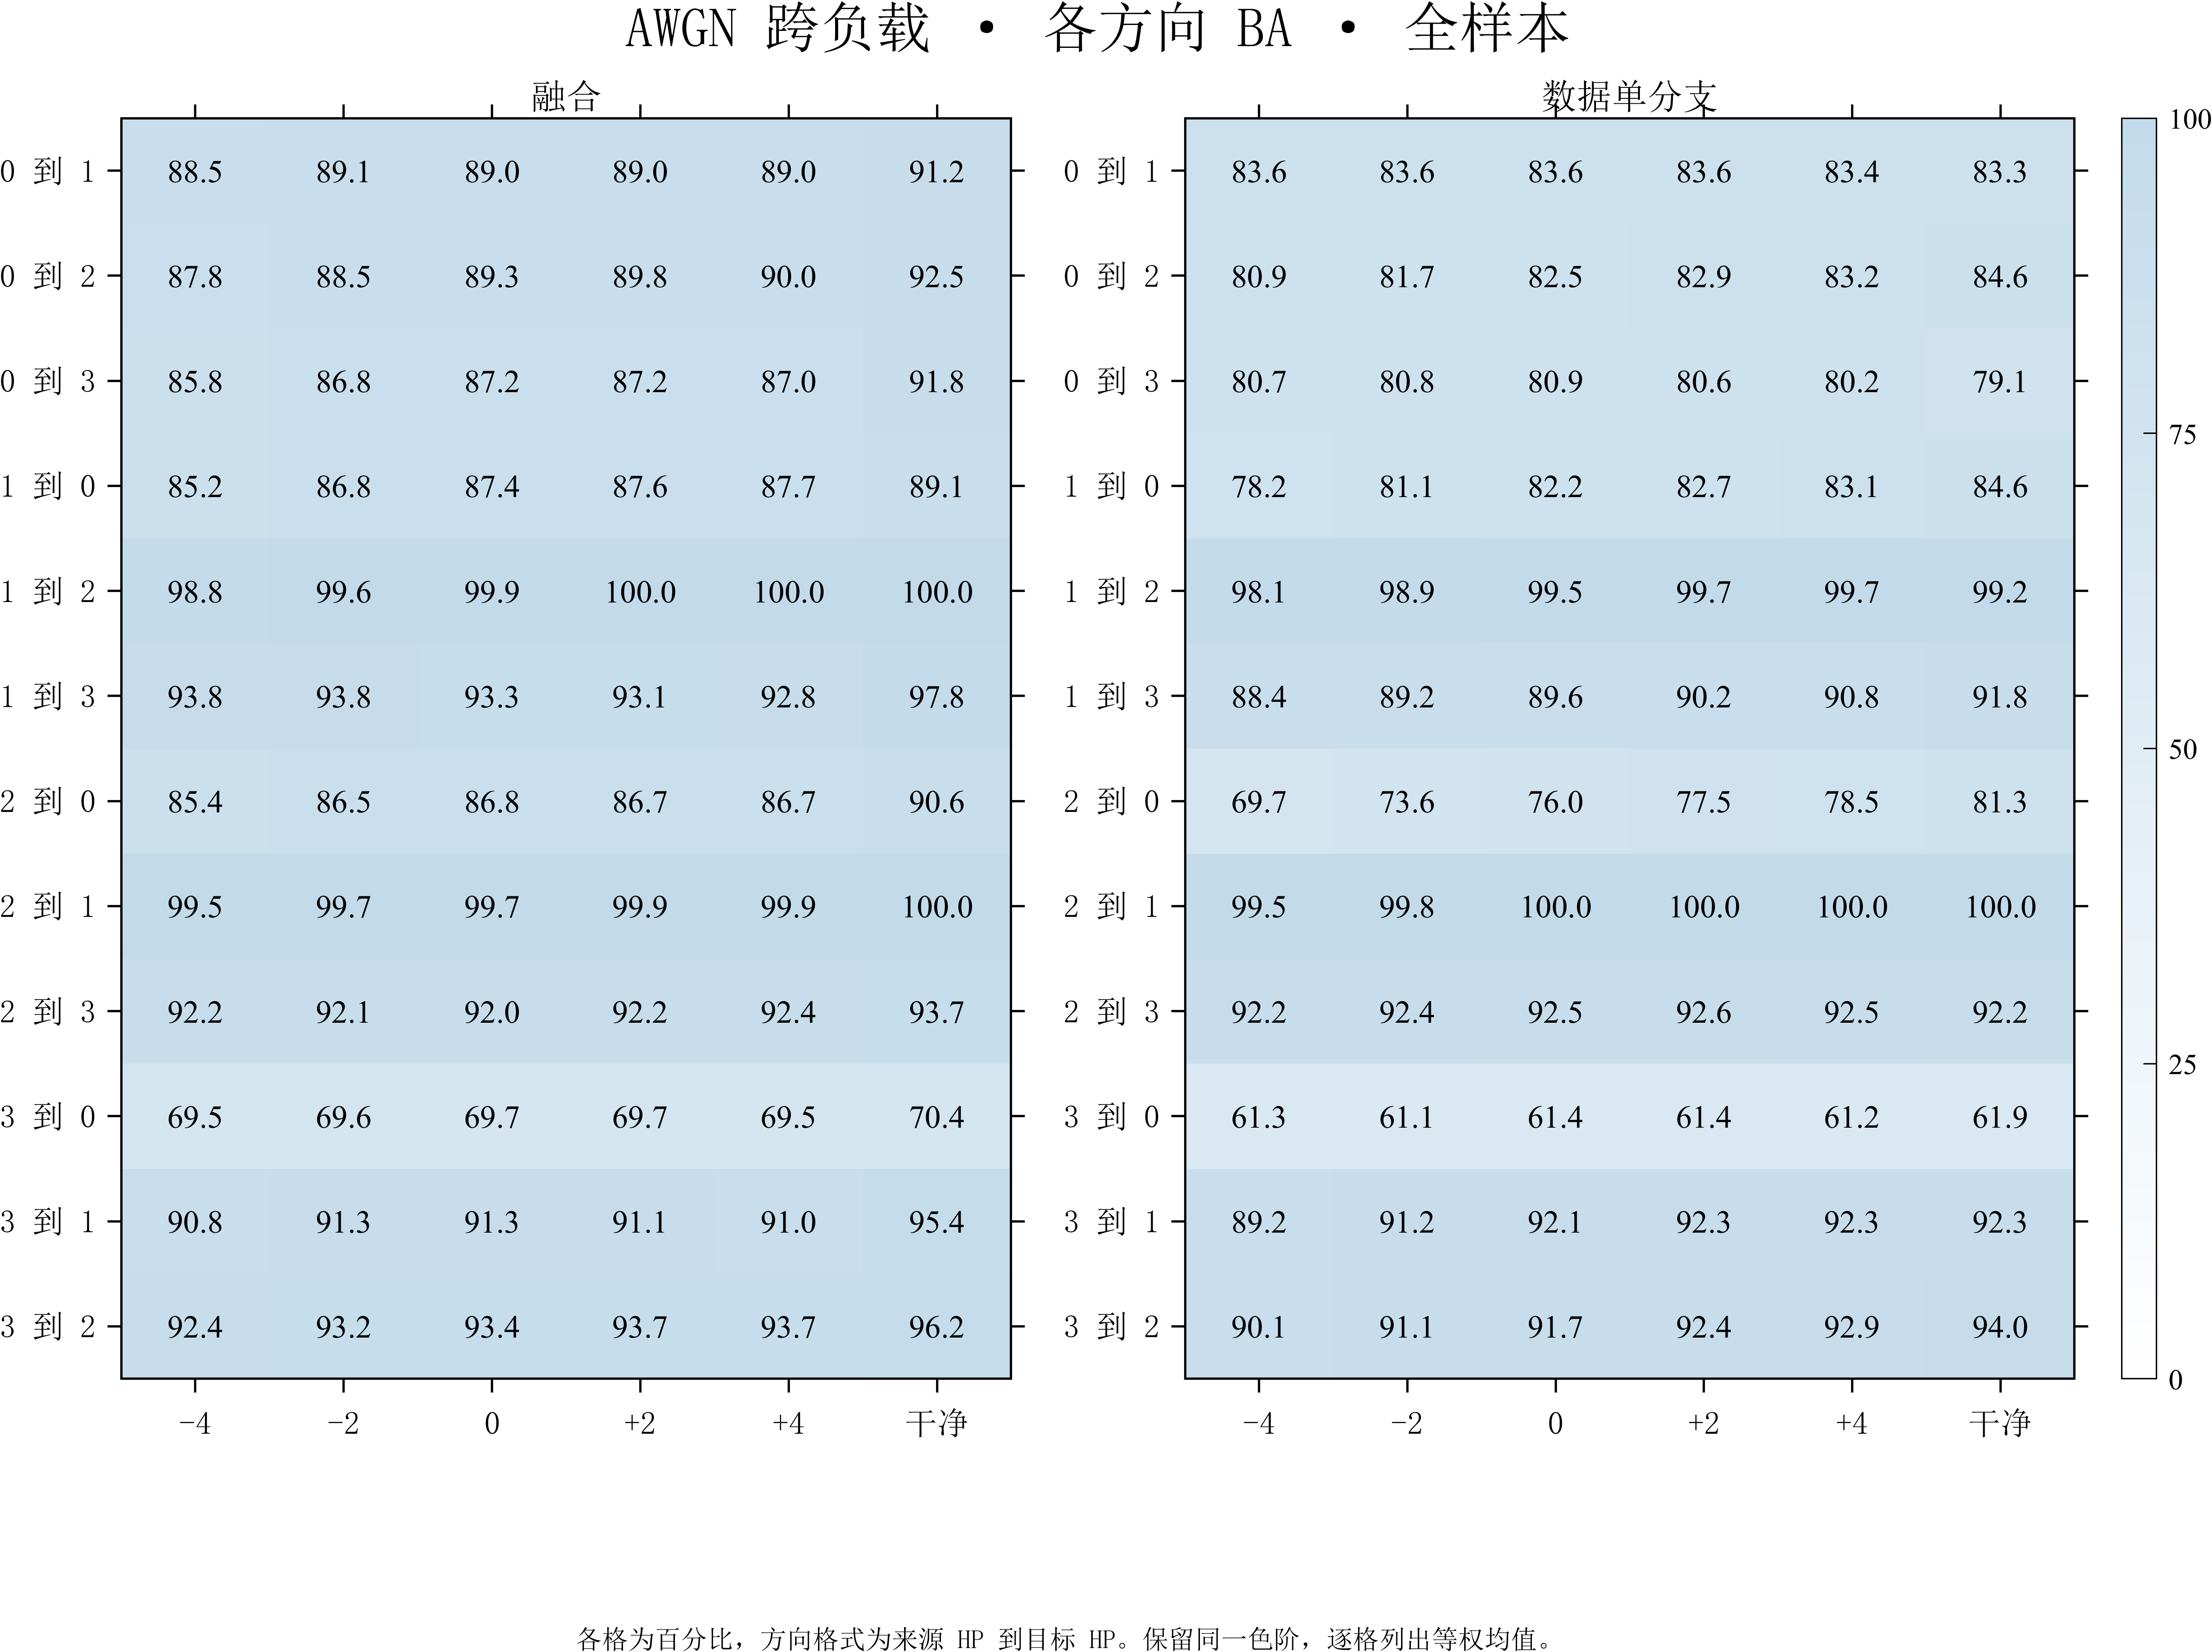 AWGN 跨负载 • 各方向 BA • 全样本
融合 数据单分支
0 到 1 88.5 89.1 89.0 89.0 89.0 91.2 0 到 1 83.6 83.6 83.6 83.6 83.4 83.3 100
0 到 2 87.8 88.5 89.3 89.8 90.0 92.5 0 到 2 80.9 81.7 82.5 82.9 83.2 84.6
0 到 3 85.8 86.8 87.2 87.2 87.0 91.8 0 到 3 80.7 80.8 80.9 80.6 80.2 79.1
75
1 到 0 85.2 86.8 87.4 87.6 87.7 89.1 1 到 0 78.2 81.1 82.2 82.7 83.1 84.6
1 到 2 98.8 99.6 99.9 100.0 100.0 100.0 1 到 2 98.1 98.9 99.5 99.7 99.7 99.2
1 到 3 93.8 93.8 93.3 93.1 92.8 97.8 1 到 3 88.4 89.2 89.6 90.2 90.8 91.8
50
2 到 0 85.4 86.5 86.8 86.7 86.7 90.6 2 到 0 69.7 73.6 76.0 77.5 78.5 81.3
2 到 1 99.5 99.7 99.7 99.9 99.9 100.0 2 到 1 99.5 99.8 100.0 100.0 100.0 100.0
2 到 3 92.2 92.1 92.0 92.2 92.4 93.7 2 到 3 92.2 92.4 92.5 92.6 92.5 92.2
25
3 到 0 69.5 69.6 69.7 69.7 69.5 70.4 3 到 0 61.3 61.1 61.4 61.4 61.2 61.9
3 到 1 90.8 91.3 91.3 91.1 91.0 95.4 3 到 1 89.2 91.2 92.1 92.3 92.3 92.3
3 到 2 92.4 93.2 93.4 93.7 93.7 96.2 3 到 2 90.1 91.1 91.7 92.4 92.9 94.0
0
−4 −2 0 +2 +4 干净 −4 −2 0 +2 +4 干净
各格为百分比，方向格式为来源 HP 到目标 HP。保留同一色阶，逐格列出等权均值。